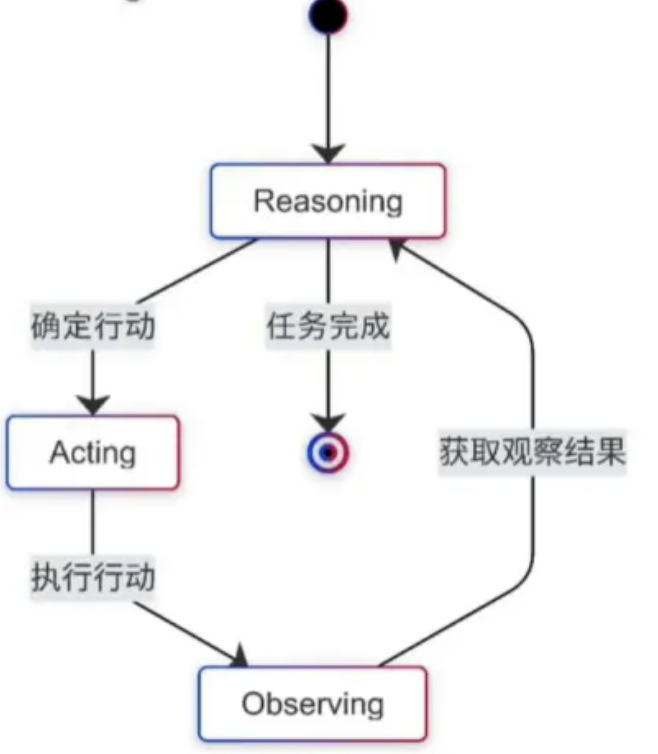 Reasoning
确定行动
任务完成
Acting
获取观察结果
执行行动
Observing